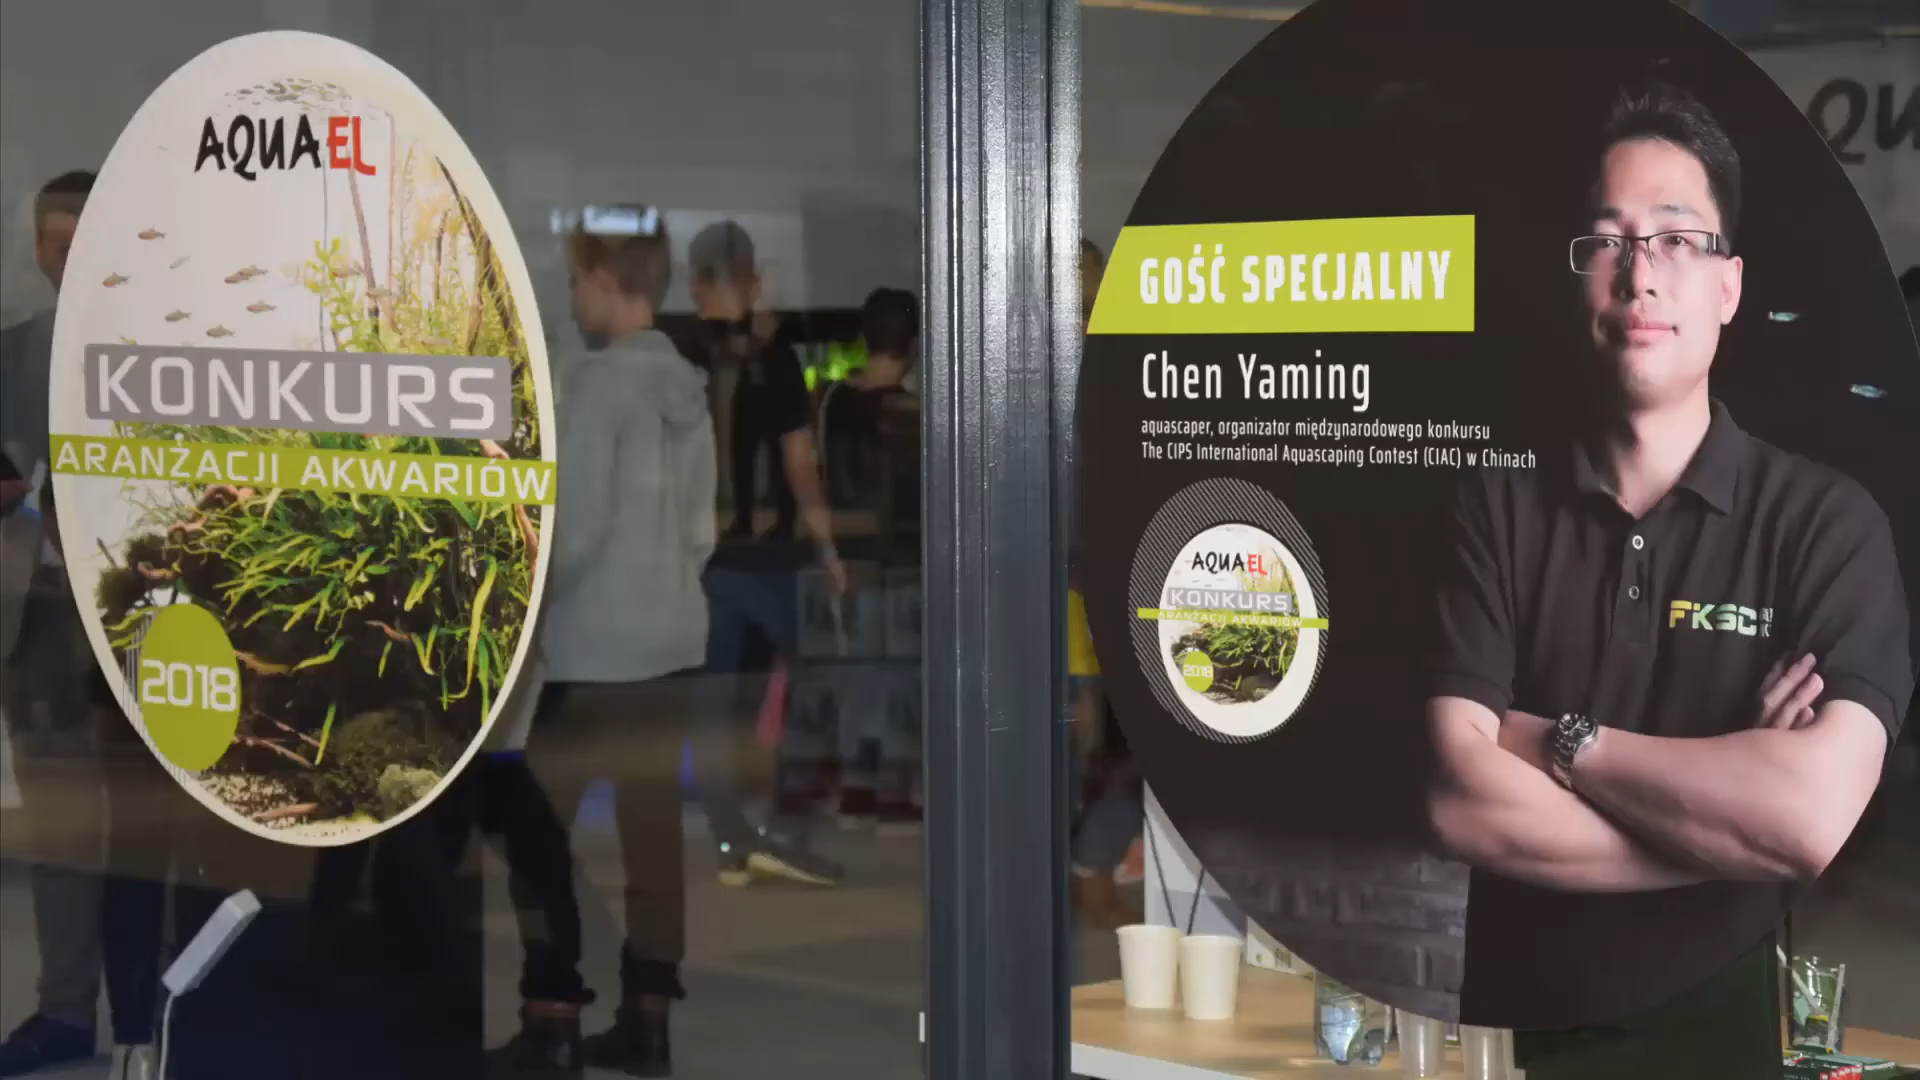 AQUAEL
KONKURS
ARANŻACJI AKWARIÓW
2018
GOŚĆ SPECJALNY
Chen Yaming
aquascaper, organizator międzynarodowego konkursu
The CIPS International Aquascaping Contest (CIAC) w Chinach
AQUAEL
KONKURS
ARANŻACJI AKWARIÓW
2018